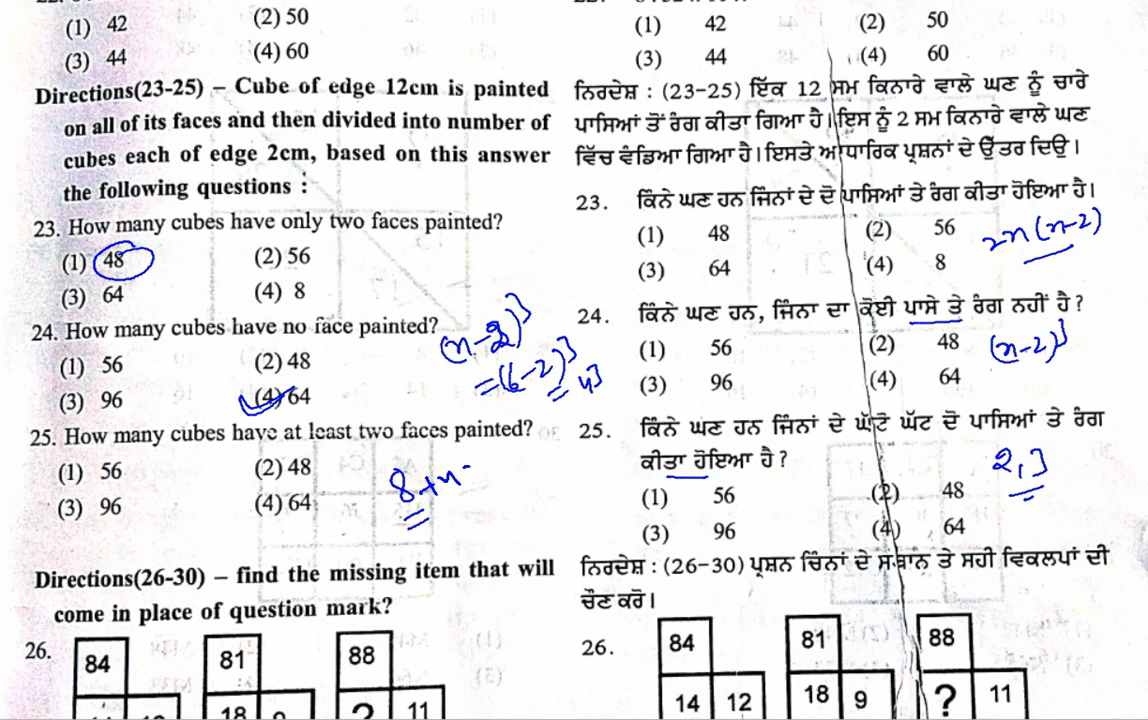 (1) 42 (2) 50
(3) 44 (4) 60
Directions(23-25) – Cube of edge 12cm is painted
on all of its faces and then divided into number of
cubes each of edge 2cm, based on this answer
the following questions :
23. How many cubes have only two faces painted?
(1) 48 (2) 56
(3) 64 (4) 8
24. How many cubes have no face painted?
(1) 56 (2) 48
(3) 96 (4) 64
(n-2)³
=(6-2)³ 4³
25. How many cubes have at least two faces painted?
(1) 56 (2) 48
(3) 96 (4) 64
8+4
Directions(26-30) – find the missing item that will
come in place of question mark?
26.
84
81
88
18 9
? 11
(1) 42 (2) 50
(3) 44 (4) 60
ਨਿਰਦੇਸ਼ : (23-25) ਇੱਕ 12 ਸਮ ਕਿਨਾਰੇ ਵਾਲੇ ਘਣ ਨੂੰ ਚਾਰੇ
ਪਾਸਿਆਂ ਤੋਂ ਰੰਗ ਕੀਤਾ ਗਿਆ ਹੈ। ਇਸ ਨੂੰ 2 ਸਮ ਕਿਨਾਰੇ ਵਾਲੇ ਘਣ
ਵਿੱਚ ਵੰਡਿਆ ਗਿਆ ਹੈ। ਇਸਤੇ ਅਧਾਰਿਕ ਪ੍ਰਸ਼ਨਾਂ ਦੇ ਉੱਤਰ ਦਿਉ।
23. ਕਿੰਨੇ ਘਣ ਹਨ ਜਿੰਨਾਂ ਦੇ ਦੋ ਪਾਸਿਆਂ ਤੇ ਰੰਗ ਕੀਤਾ ਹੋਇਆ ਹੈ।
(1) 48 (2) 56
(3) 64 (4) 8
2n(n-2)
24. ਕਿੰਨੇ ਘਣ ਹਨ, ਜਿੰਨਾ ਦਾ ਕੋਈ ਪਾਸੇ ਤੇ ਰੰਗ ਨਹੀਂ ਹੈ?
(1) 56 (2) 48
(3) 96 (4) 64
(n-2)³
25. ਕਿੰਨੇ ਘਣ ਹਨ ਜਿੰਨਾਂ ਦੇ ਘੱਟੋ ਘੱਟ ਦੋ ਪਾਸਿਆਂ ਤੇ ਰੰਗ
ਕੀਤਾ ਹੋਇਆ ਹੈ?
(1) 56 (2) 48
(3) 96 (4) 64
2, 3
ਨਿਰਦੇਸ਼ : (26-30) ਪ੍ਰਸ਼ਨ ਚਿੰਨਾਂ ਦੇ ਸਥਾਨ ਤੇ ਸਹੀ ਵਿਕਲਪਾਂ ਦੀ
ਚੌਣ ਕਰੋ।
26.
84
81
88
14 12
18 9
? 11